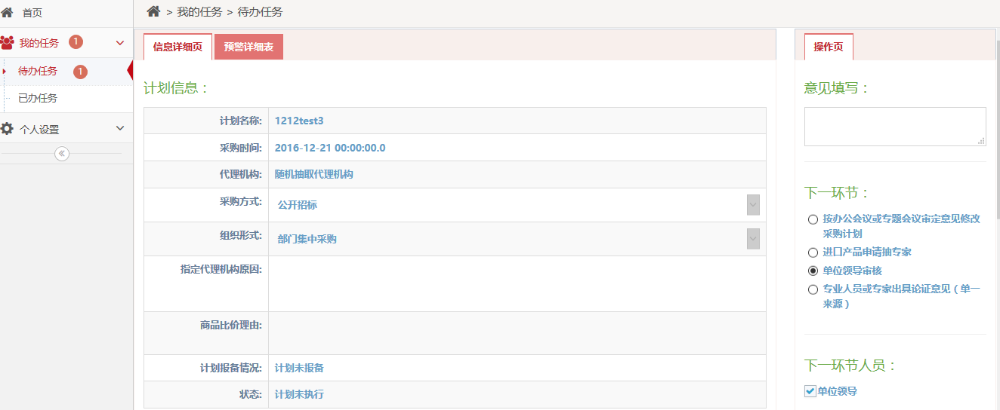 首页
我的任务 1
待办任务 1
已办任务
个人设置
> 我的任务 > 待办任务
信息详细页 预警详细表
计划信息：
计划名称: 1212test3
采购时间: 2016-12-21 00:00:00.0
代理机构: 随机抽取代理机构
采购方式: 公开招标
组织形式: 部门集中采购
指定代理机构原因:
商品比价理由:
计划报备情况: 计划未报备
状态: 计划未执行
操作页
意见填写：
下一环节：
按办公会议或专题会议审定意见修改
采购计划
进口产品申请抽专家
单位领导审核
专业人员或专家出具论证意见（单一
来源）
下一环节人员：
单位领导